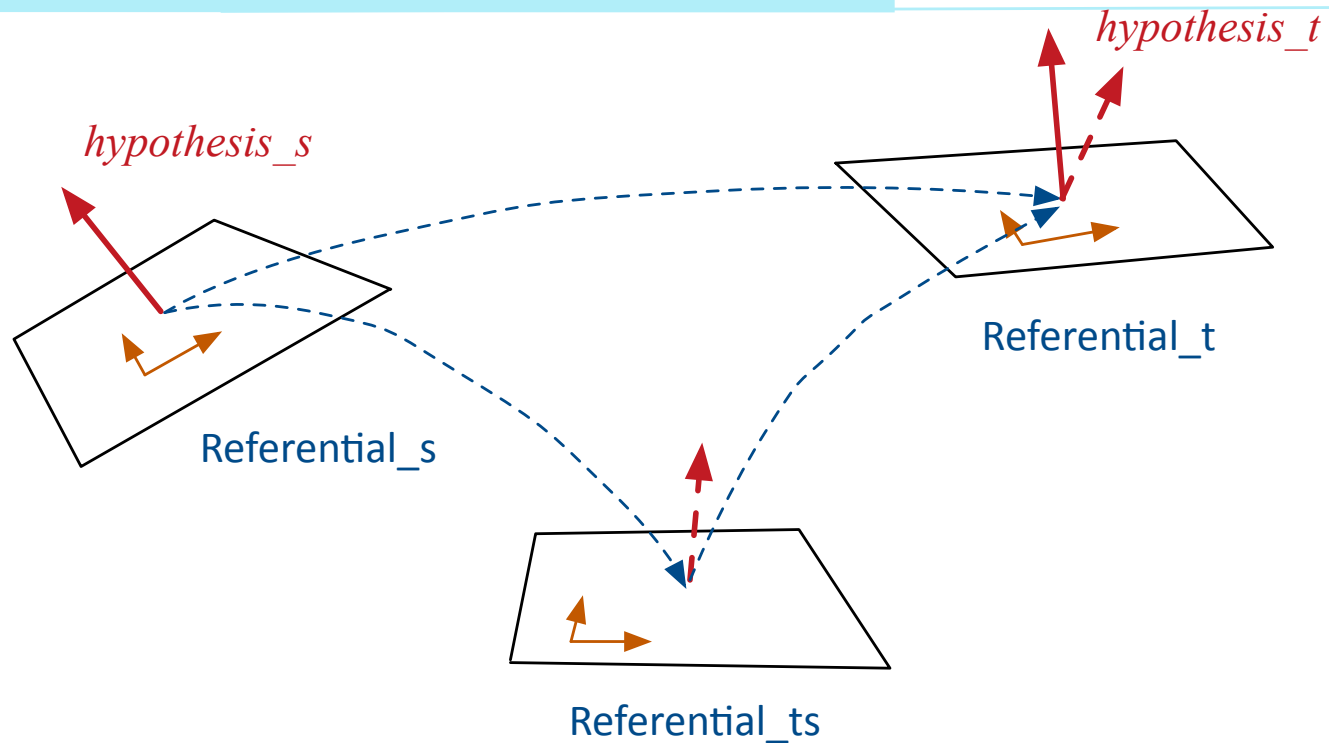 hypothesis_t
hypothesis_s
Referential_t
Referential_s
Referential_ts